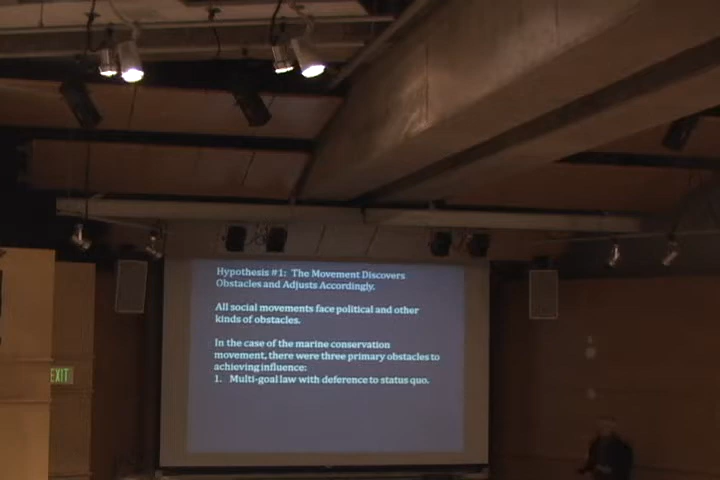 Hypothesis #1: The Movement Discovers
Obstacles and Adjusts Accordingly.
All social movements face political and other
kinds of obstacles.
In the case of the marine conservation
movement, there were three primary obstacles to
achieving influence:
1. Multi-goal law with deference to status quo.
EXIT